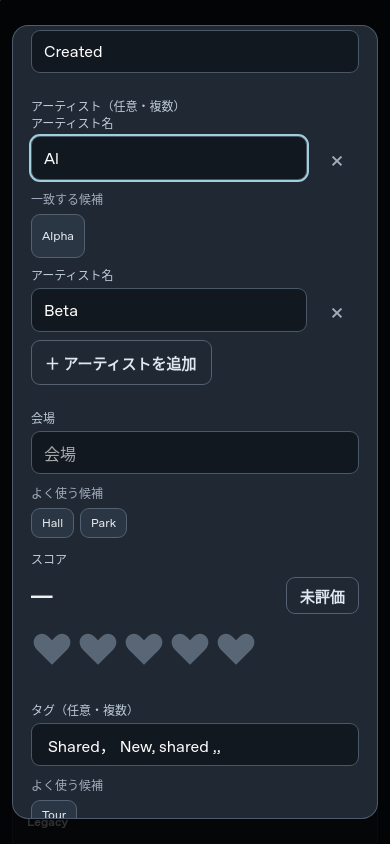 Created
アーティスト（任意・複数）
アーティスト名
Al
×
一致する候補
Alpha
アーティスト名
Beta
×
＋ アーティストを追加
会場
会場
よく使う候補
Hall Park
スコア
—
未評価
タグ（任意・複数）
Shared， New, shared ,,
よく使う候補
Tour
Legacy